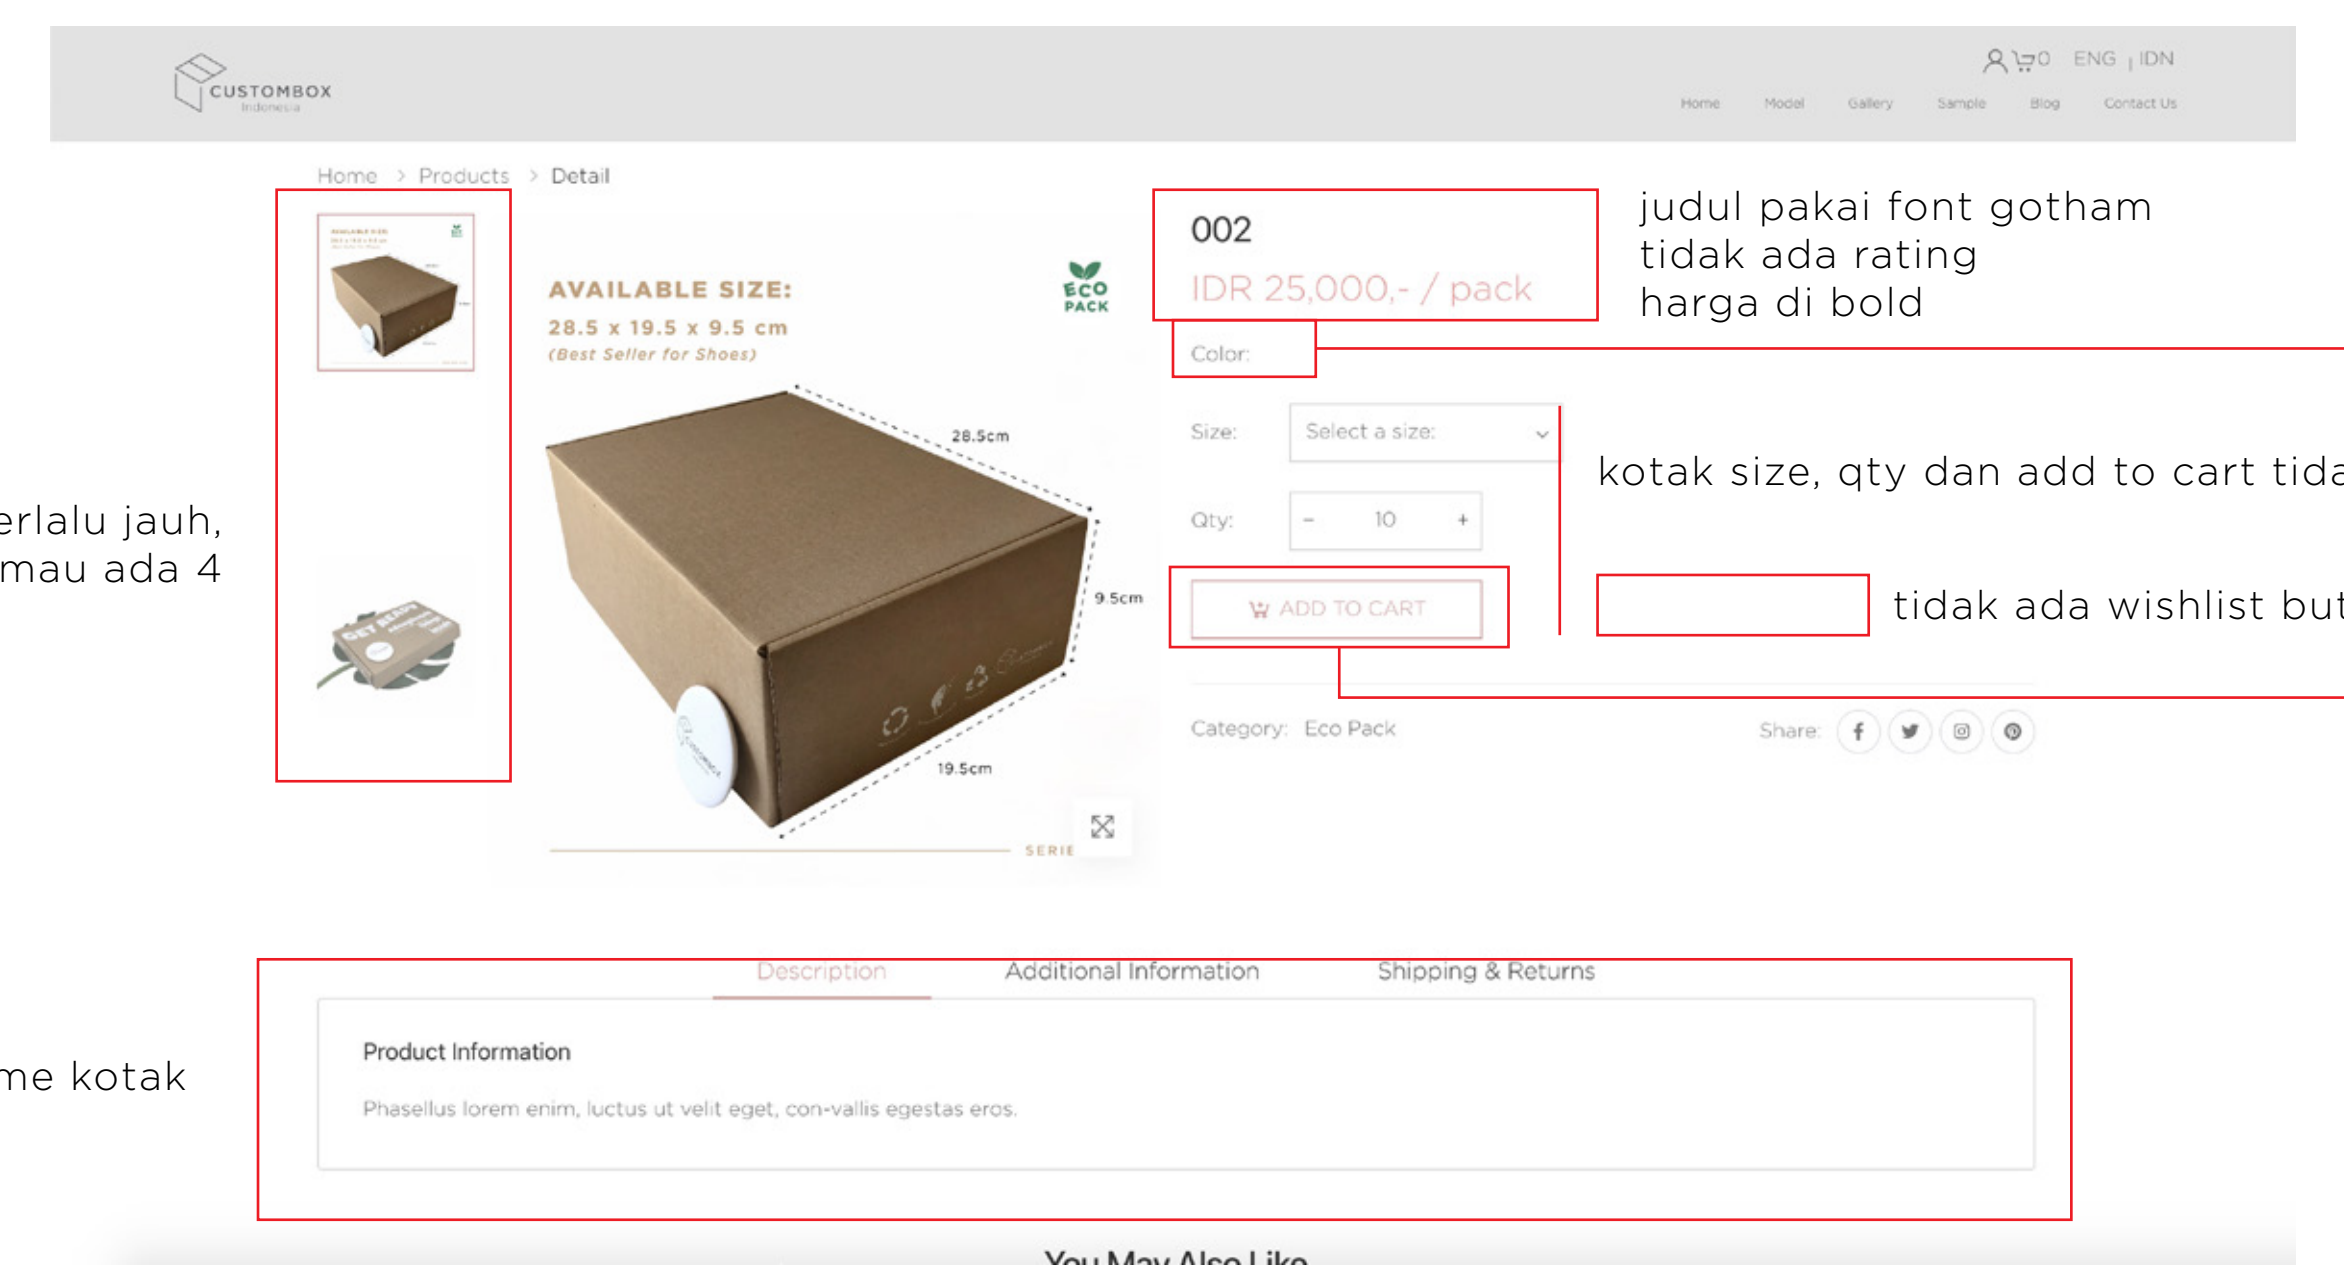 CUSTOMBOX
Indonesia
0 ENG | IDN
Home Model Gallery Sample Blog Contact Us
Home > Products > Detail
AVAILABLE SIZE:
28.5 x 19.5 x 9.5 cm
(Best Seller for Shoes)
ECO
PACK
28.5cm
9.5cm
19.5cm
SERIE
GET READY
002
IDR 25,000,- / pack
judul pakai font gotham
tidak ada rating
harga di bold
Color:
Size: Select a size:
kotak size, qty dan add to cart tida
Qty: - 10 +
ADD TO CART
tidak ada wishlist but
Category: Eco Pack
Share:
erlalu jauh,
mau ada 4
Description Additional Information Shipping & Returns
Product Information
Phasellus lorem enim, luctus ut velit eget, con-vallis egestas eros.
me kotak
You May Also Like